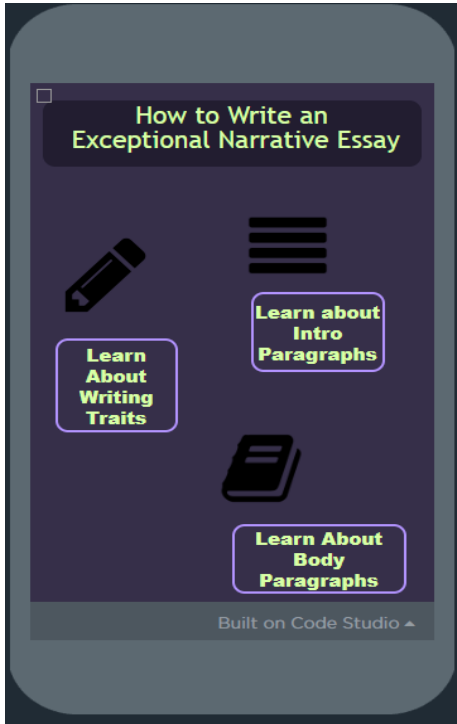 How to Write an
Exceptional Narrative Essay
Learn about
Intro
Paragraphs
Learn
About
Writing
Traits
Learn About
Body
Paragraphs
Built on Code Studio